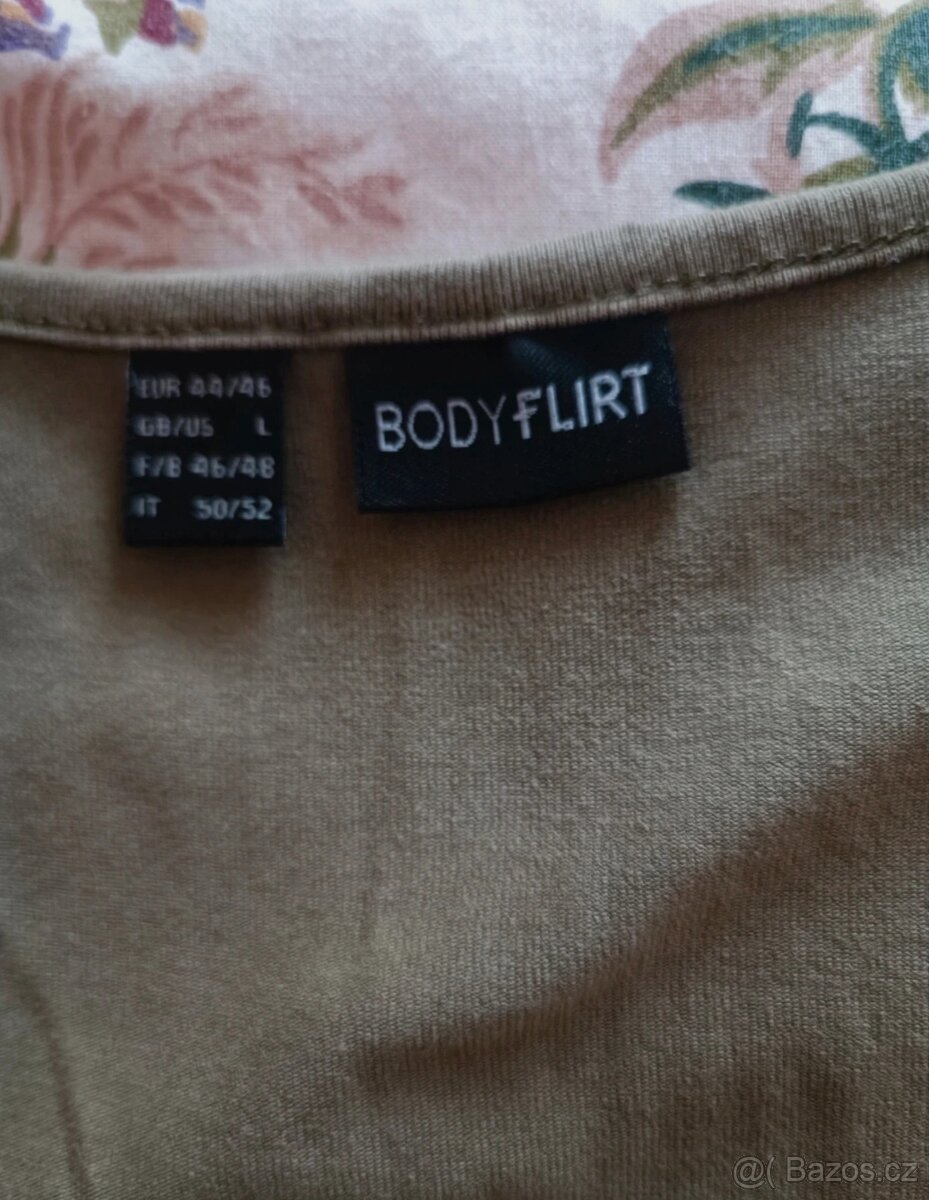 EUR 44/46
GB/US L
F/B 46/48
IT 50/52
BODYFLIRT
@( Bazos.cz